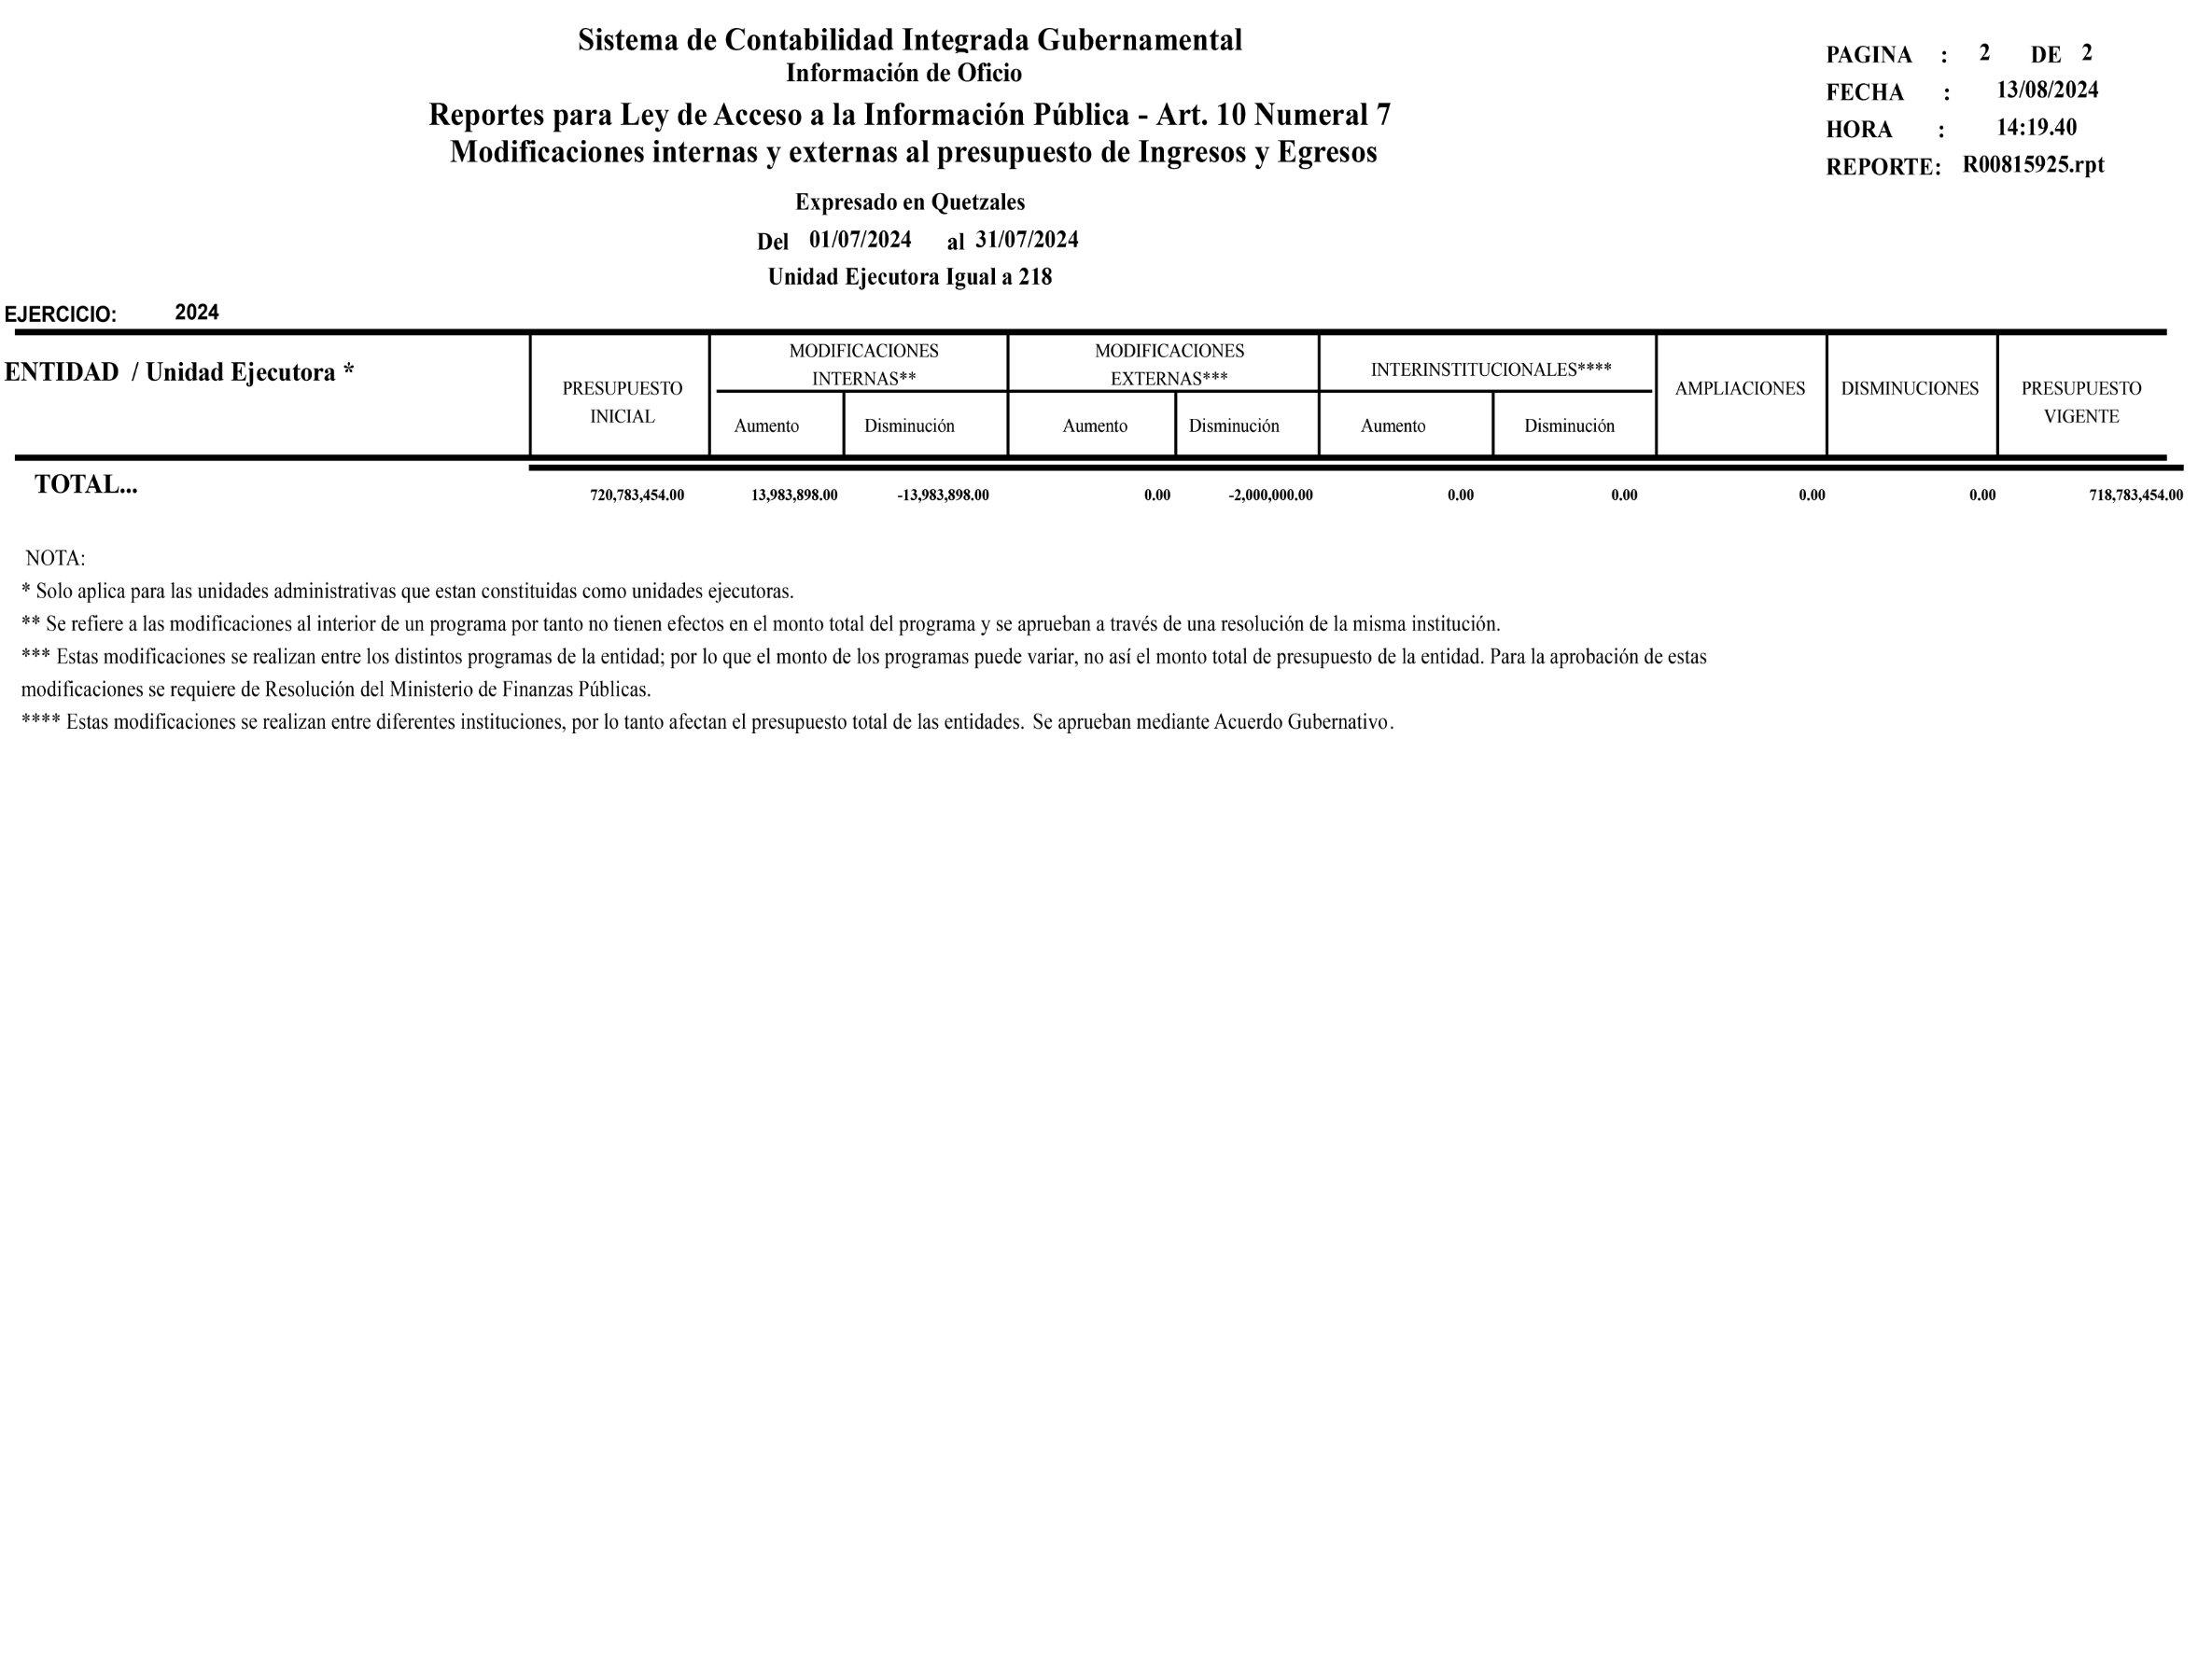 Sistema de Contabilidad Integrada Gubernamental
Información de Oficio
Reportes para Ley de Acceso a la Información Pública - Art. 10 Numeral 7
Modificaciones internas y externas al presupuesto de Ingresos y Egresos
Expresado en Quetzales
Del 01/07/2024 al 31/07/2024
Unidad Ejecutora Igual a 218
PAGINA : 2 DE 2
FECHA : 13/08/2024
HORA : 14:19.40
REPORTE: R00815925.rpt
EJERCICIO: 2024
ENTIDAD / Unidad Ejecutora *
PRESUPUESTO
INICIAL
MODIFICACIONES
INTERNAS**
Aumento Disminución
MODIFICACIONES
EXTERNAS***
Aumento Disminución
INTERINSTITUCIONALES****
Aumento Disminución
AMPLIACIONES
DISMINUCIONES
PRESUPUESTO
VIGENTE
TOTAL... 720,783,454.00 13,983,898.00 -13,983,898.00 0.00 -2,000,000.00 0.00 0.00 0.00 0.00 718,783,454.00
NOTA:
* Solo aplica para las unidades administrativas que estan constituidas como unidades ejecutoras.
** Se refiere a las modificaciones al interior de un programa por tanto no tienen efectos en el monto total del programa y se aprueban a través de una resolución de la misma institución.
*** Estas modificaciones se realizan entre los distintos programas de la entidad; por lo que el monto de los programas puede variar, no así el monto total de presupuesto de la entidad. Para la aprobación de estas
modificaciones se requiere de Resolución del Ministerio de Finanzas Públicas.
**** Estas modificaciones se realizan entre diferentes instituciones, por lo tanto afectan el presupuesto total de las entidades. Se aprueban mediante Acuerdo Gubernativo.